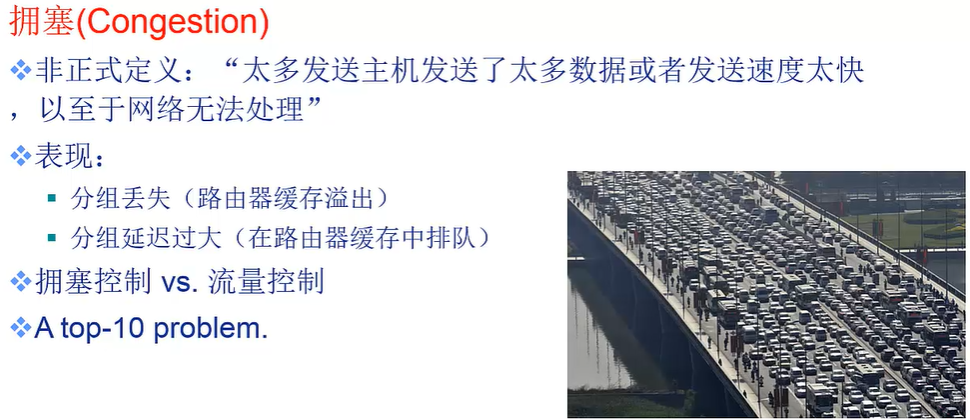 拥塞(Congestion)
非正式定义：“太多发送主机发送了太多数据或者发送速度太快
，以至于网络无法处理”
表现：
分组丢失（路由器缓存溢出）
分组延迟过大（在路由器缓存中排队）
拥塞控制 vs. 流量控制
A top-10 problem.